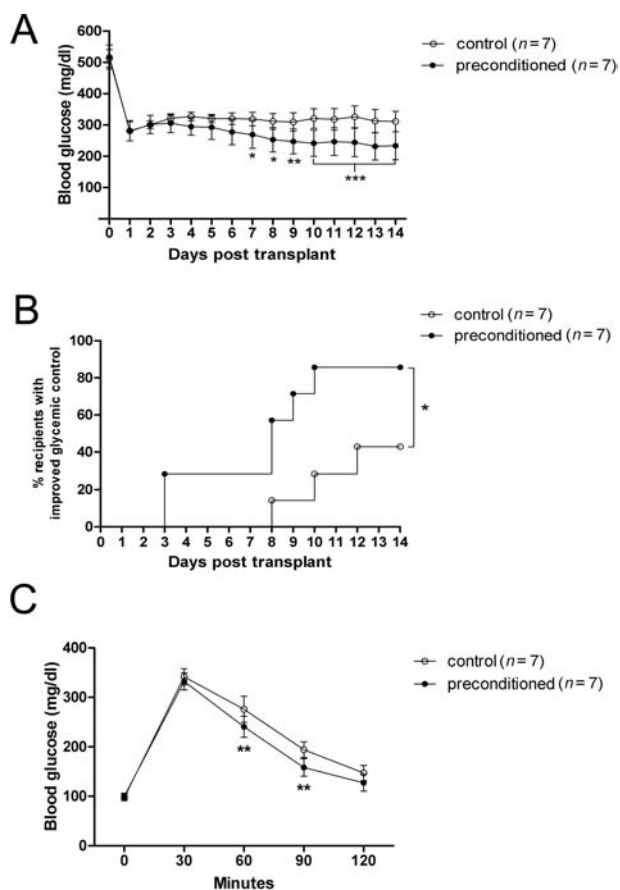 A
600
500
400
300
200
100
Blood glucose (mg/dl)
0 1 2 3 4 5 6 7 8 9 10 11 12 13 14
Days post transplant
* * ** ***
control (n=7)
preconditioned (n=7)
B
100
80
60
40
20
0
% recipients with
improved glycemic control
0 1 2 3 4 5 6 7 8 9 10 11 12 13 14
Days post transplant
*
control (n=7)
preconditioned (n=7)
C
400
300
200
100
0
Blood glucose (mg/dl)
0 30 60 90 120
Minutes
** **
control (n=7)
preconditioned (n=7)